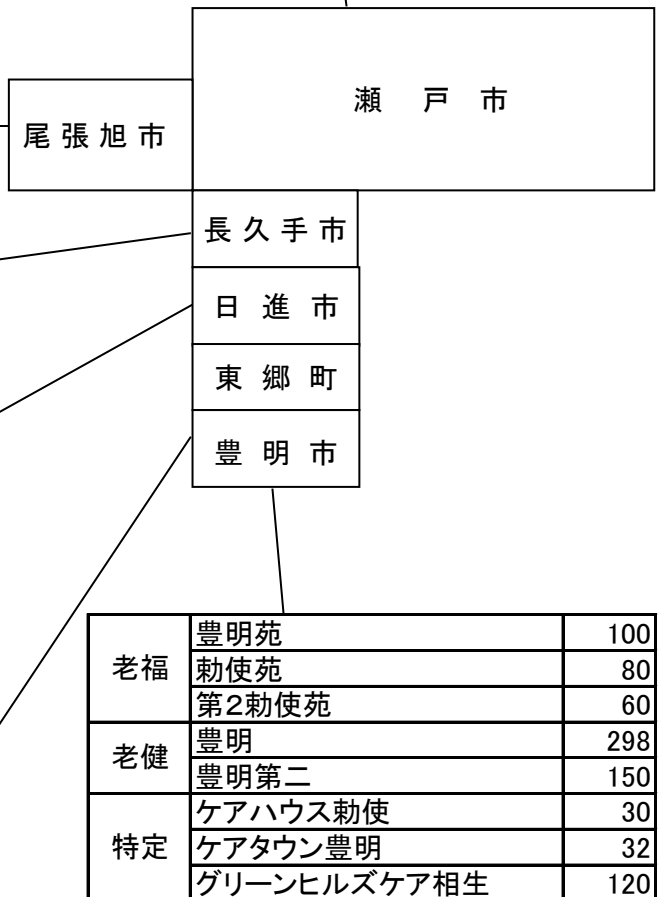 瀬戸市
尾張旭市
長久手市
日進市
東郷町
豊明市
老福 豊明苑 100
勅使苑 80
第2勅使苑 60
老健 豊明 298
豊明第二 150
特定 ケアハウス勅使 30
ケアタウン豊明 32
グリーンヒルズケア相生 120